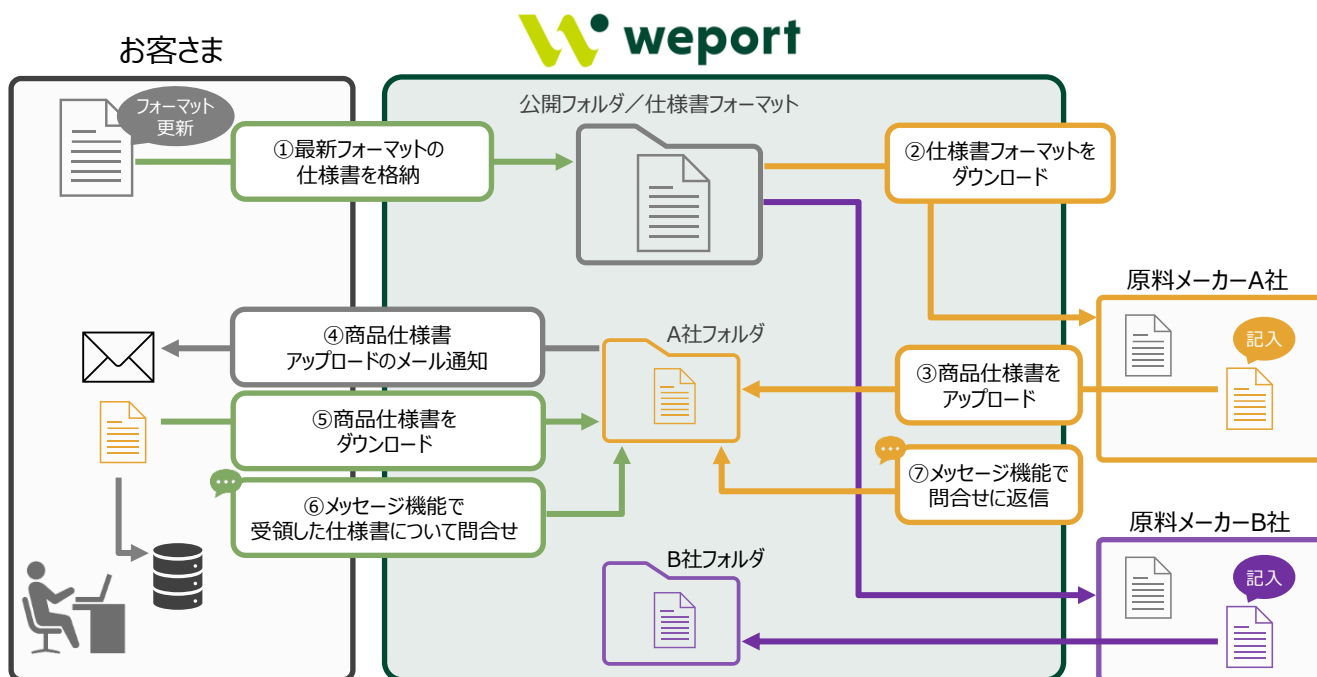 weport
お客さま
フォーマット
更新
公開フォルダ／仕様書フォーマット
①最新フォーマットの
仕様書を格納
②仕様書フォーマットを
ダウンロード
原料メーカーA社
記入
④商品仕様書
アップロードのメール通知
A社フォルダ
③商品仕様書を
アップロード
⑤商品仕様書を
ダウンロード
⑥メッセージ機能で
受領した仕様書について問合せ
⑦メッセージ機能で
問合せに返信
原料メーカーB社
B社フォルダ
記入